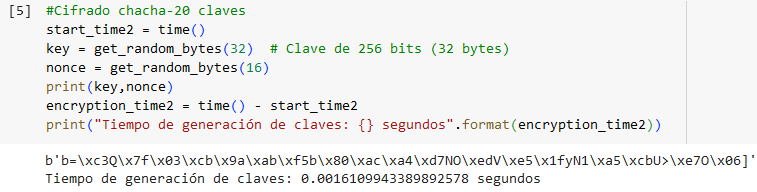 [5] #Cifrado chacha-20 claves
start_time2 = time()
key = get_random_bytes(32)  # Clave de 256 bits (32 bytes)
nonce = get_random_bytes(16)
print(key,nonce)
encryption_time2 = time() - start_time2
print("Tiempo de generación de claves: {} segundos".format(encryption_time2))
b'b=\xc3Q\x7f\x03\xcb\x9a\xab\xf5b\x80\xac\xa4\xd7NO\xedV\xe5\x1fyN1\xa5\xcbU>\xe7O\x06]'
Tiempo de generación de claves: 0.0016109943389892578 segundos